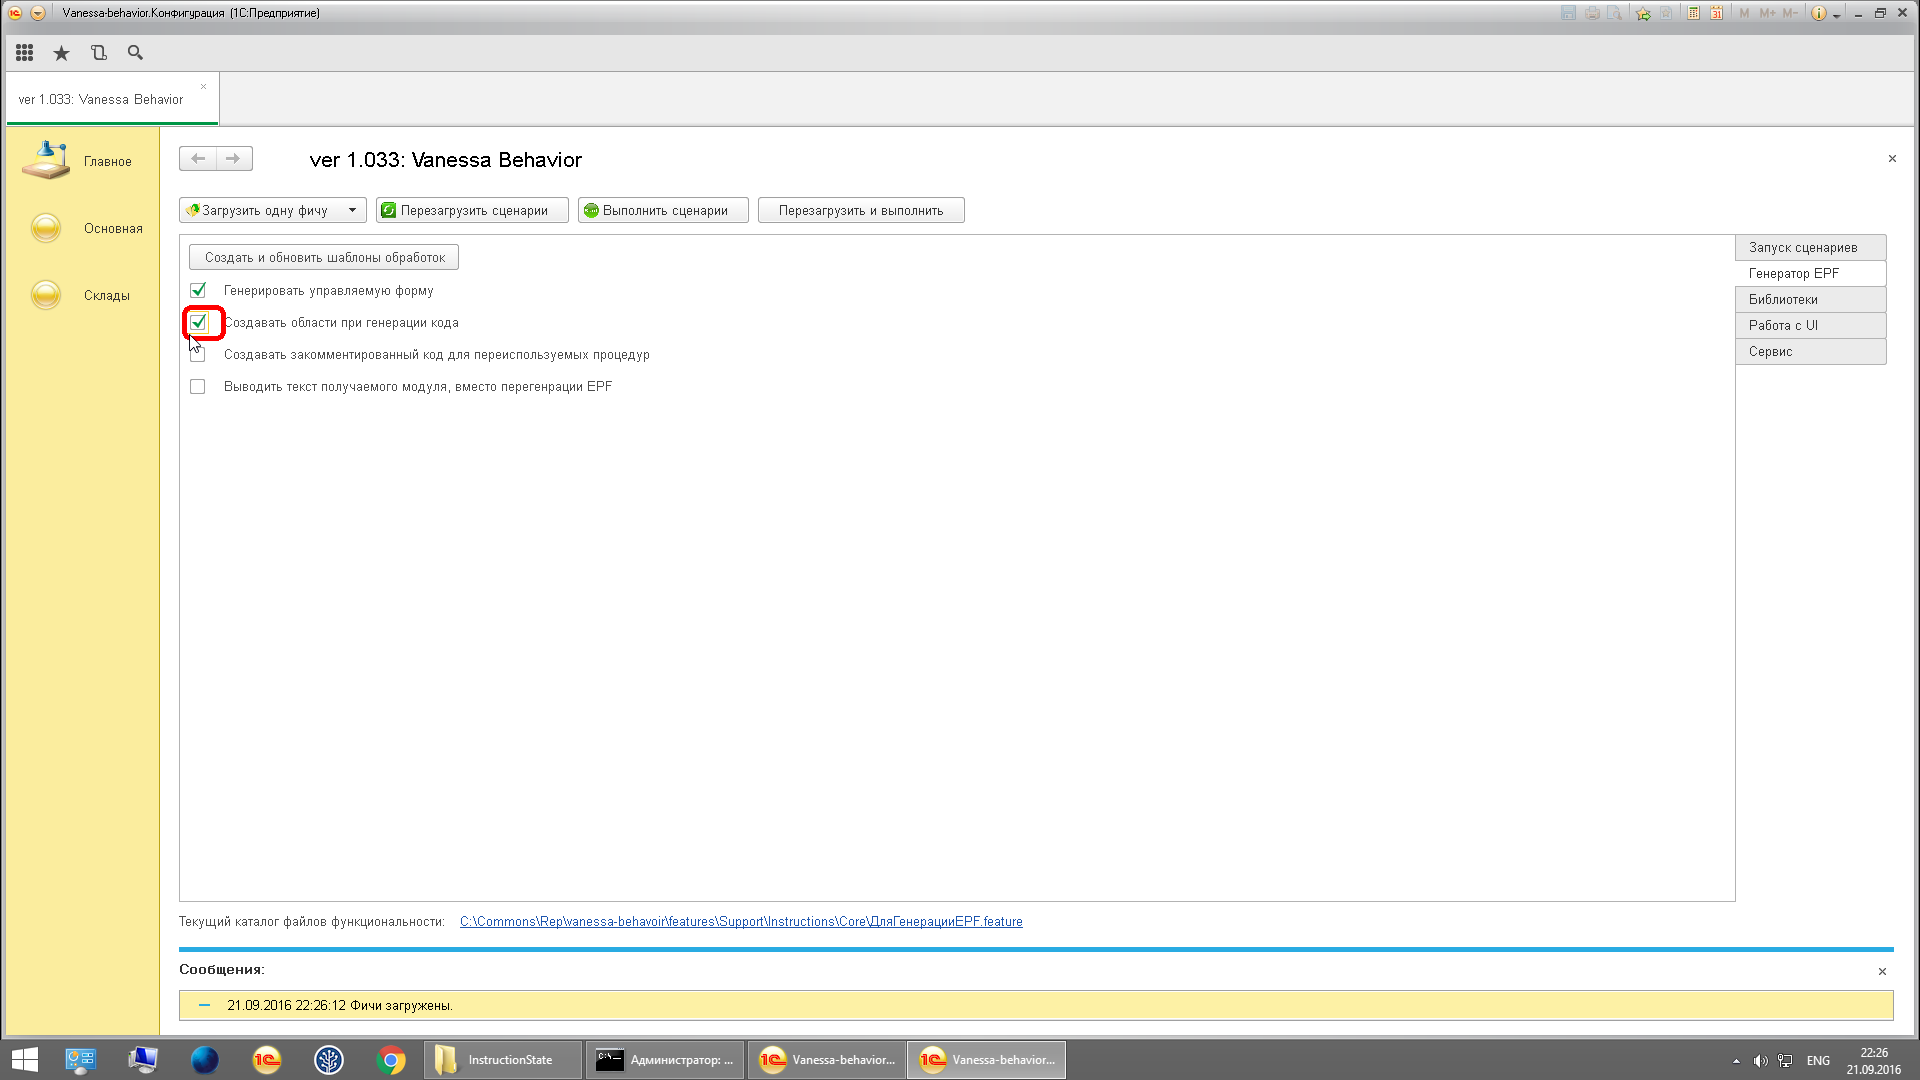 Vanessa-behavior.Конфигурация (1С:Предприятие)
M M+ M-
ver 1.033: Vanessa Behavior
Главное
Основная
Склады
ver 1.033: Vanessa Behavior
Загрузить одну фичу
Перезагрузить сценарии
Выполнить сценарии
Перезагрузить и выполнить
Создать и обновить шаблоны обработок
Генерировать управляемую форму
Создавать области при генерации кода
Создавать закомментированный код для переиспользуемых процедур
Выводить текст получаемого модуля, вместо перегенрации EPF
Запуск сценариев
Генератор EPF
Библиотеки
Работа с UI
Сервис
Текущий каталог файлов функциональности: C:\Commons\Rep\vanessa-behavoir\features\Support\Instructions\Core\ДляГенерацииEPF.feature
Сообщения:
21.09.2016 22:26:12 Фичи загружены.
InstructionState
Администратор: ...
Vanessa-behavior...
Vanessa-behavior...
ENG
22:26
21.09.2016